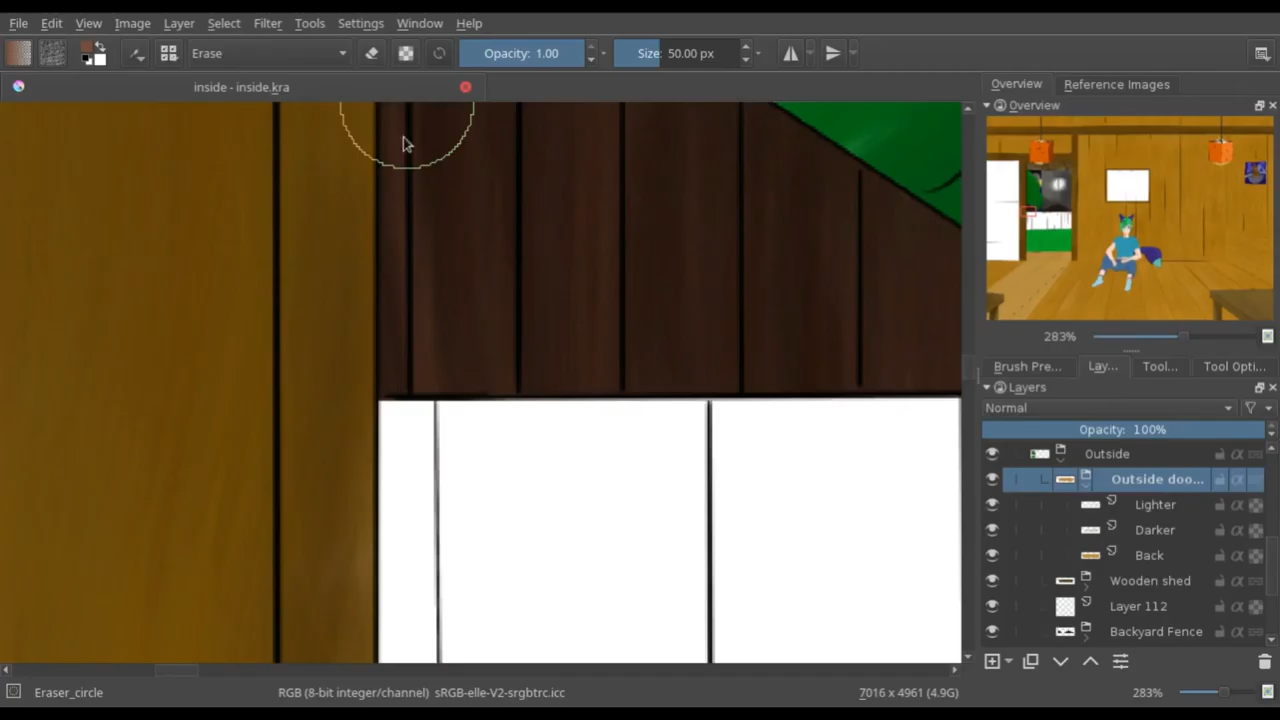 File Edit View Image Layer Select Filter Tools Settings Window Help
Erase Opacity: 1.00 Size: 50.00 px
inside - inside.kra
Overview Reference Images
Overview
283%
Brush Pre... Lay... Tool... Tool Opti...
Layers
Normal
Opacity: 100%
Outside
Outside doo...
Lighter
Darker
Back
Wooden shed
Layer 112
Backyard Fence
Eraser_circle RGB (8-bit integer/channel) sRGB-elle-V2-srgbtrc.icc 7016 x 4961 (4.9G) 283%